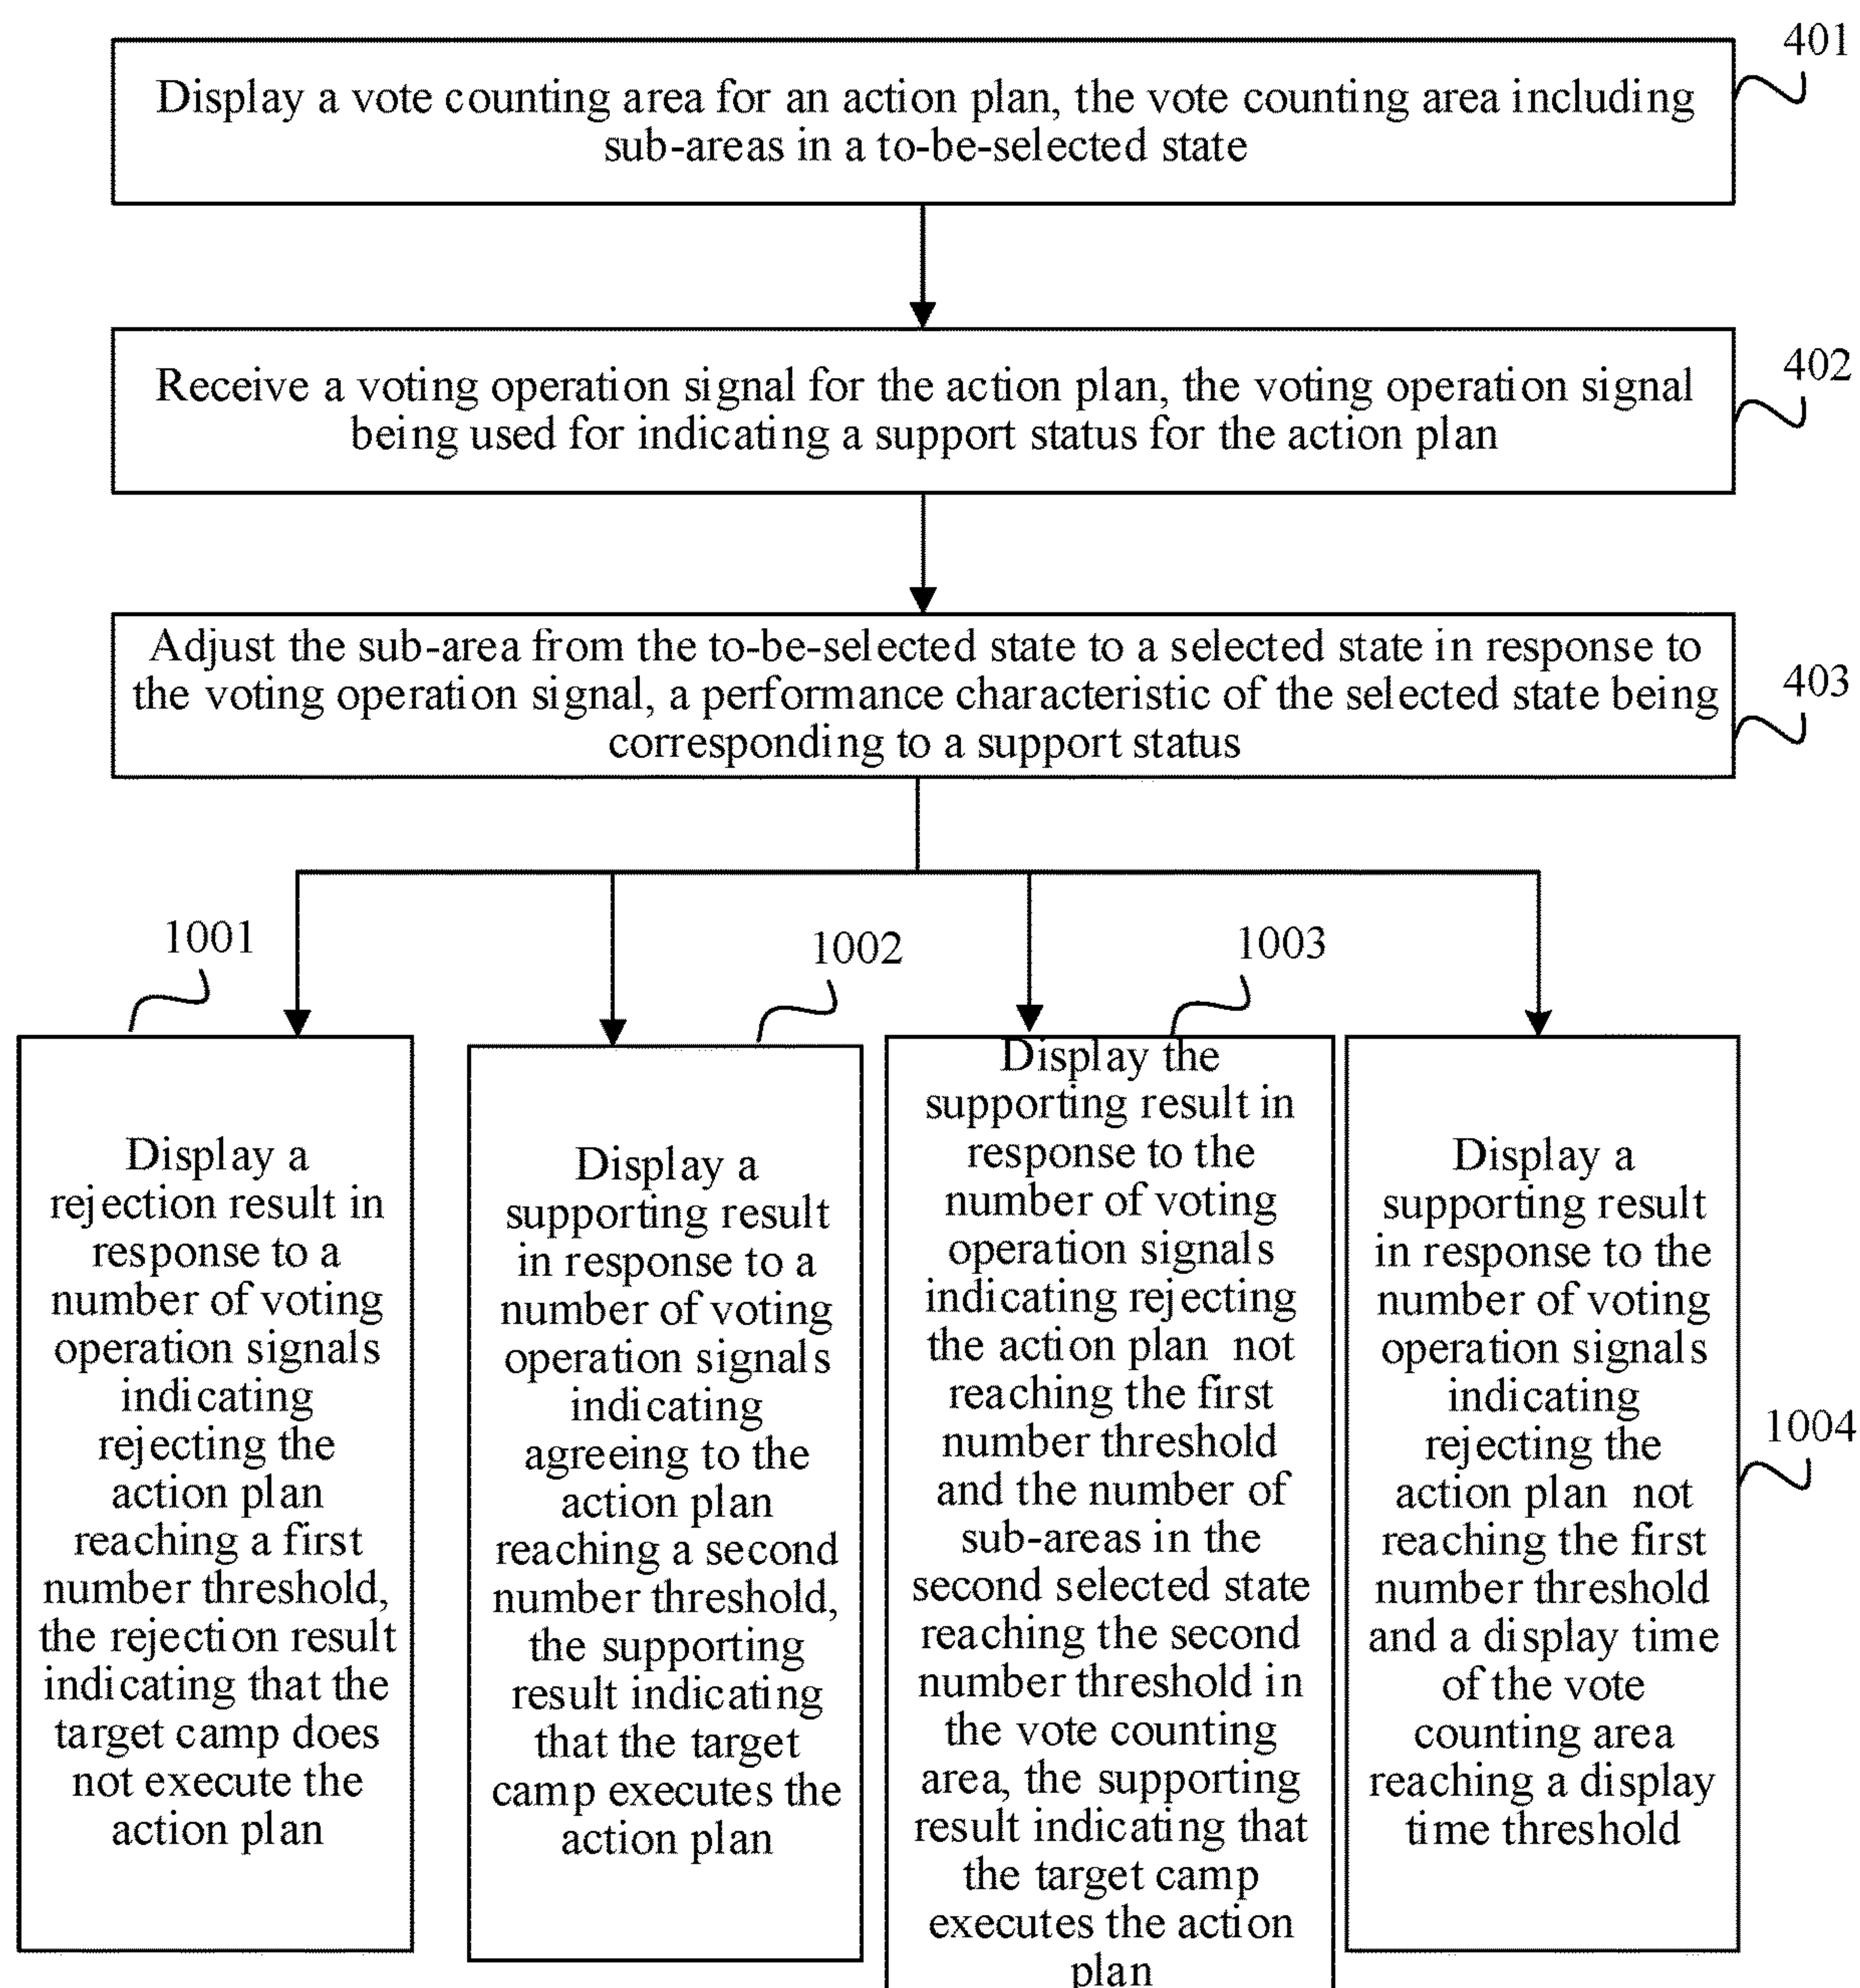 401
Display a vote counting area for an action plan, the vote counting area including
sub-areas in a to-be-selected state
402
Receive a voting operation signal for the action plan, the voting operation signal
being used for indicating a support status for the action plan
403
Adjust the sub-area from the to-be-selected state to a selected state in response to
the voting operation signal, a performance characteristic of the selected state being
corresponding to a support status
1001
Display a
rejection result in
response to a
number of voting
operation signals
indicating
rejecting the
action plan
reaching a first
number threshold,
the rejection result
indicating that the
target camp does
not execute the
action plan
1002
Display a
supporting result
in response to a
number of voting
operation signals
indicating
agreeing to the
action plan
reaching a second
number threshold,
the supporting
result indicating
that the target
camp executes the
action plan
1003
Display the
supporting result in
response to the
number of voting
operation signals
indicating rejecting
the action plan not
reaching the first
number threshold
and the number of
sub-areas in the
second selected state
reaching the second
number threshold in
the vote counting
area, the supporting
result indicating that
the target camp
executes the action
plan
1004
Display a
supporting result
in response to the
number of voting
operation signals
indicating
rejecting the
action plan not
reaching the first
number threshold
and a display time
of the vote
counting area
reaching a display
time threshold